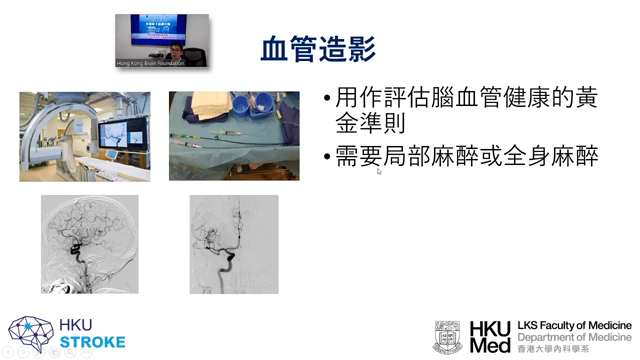 Hong Kong Brain Foundation
血管造影
• 用作評估腦血管健康的黃
金準則
• 需要局部麻醉或全身麻醉
HKU
STROKE
HKU
Med
LKS Faculty of Medicine
Department of Medicine
香港大學內科學系